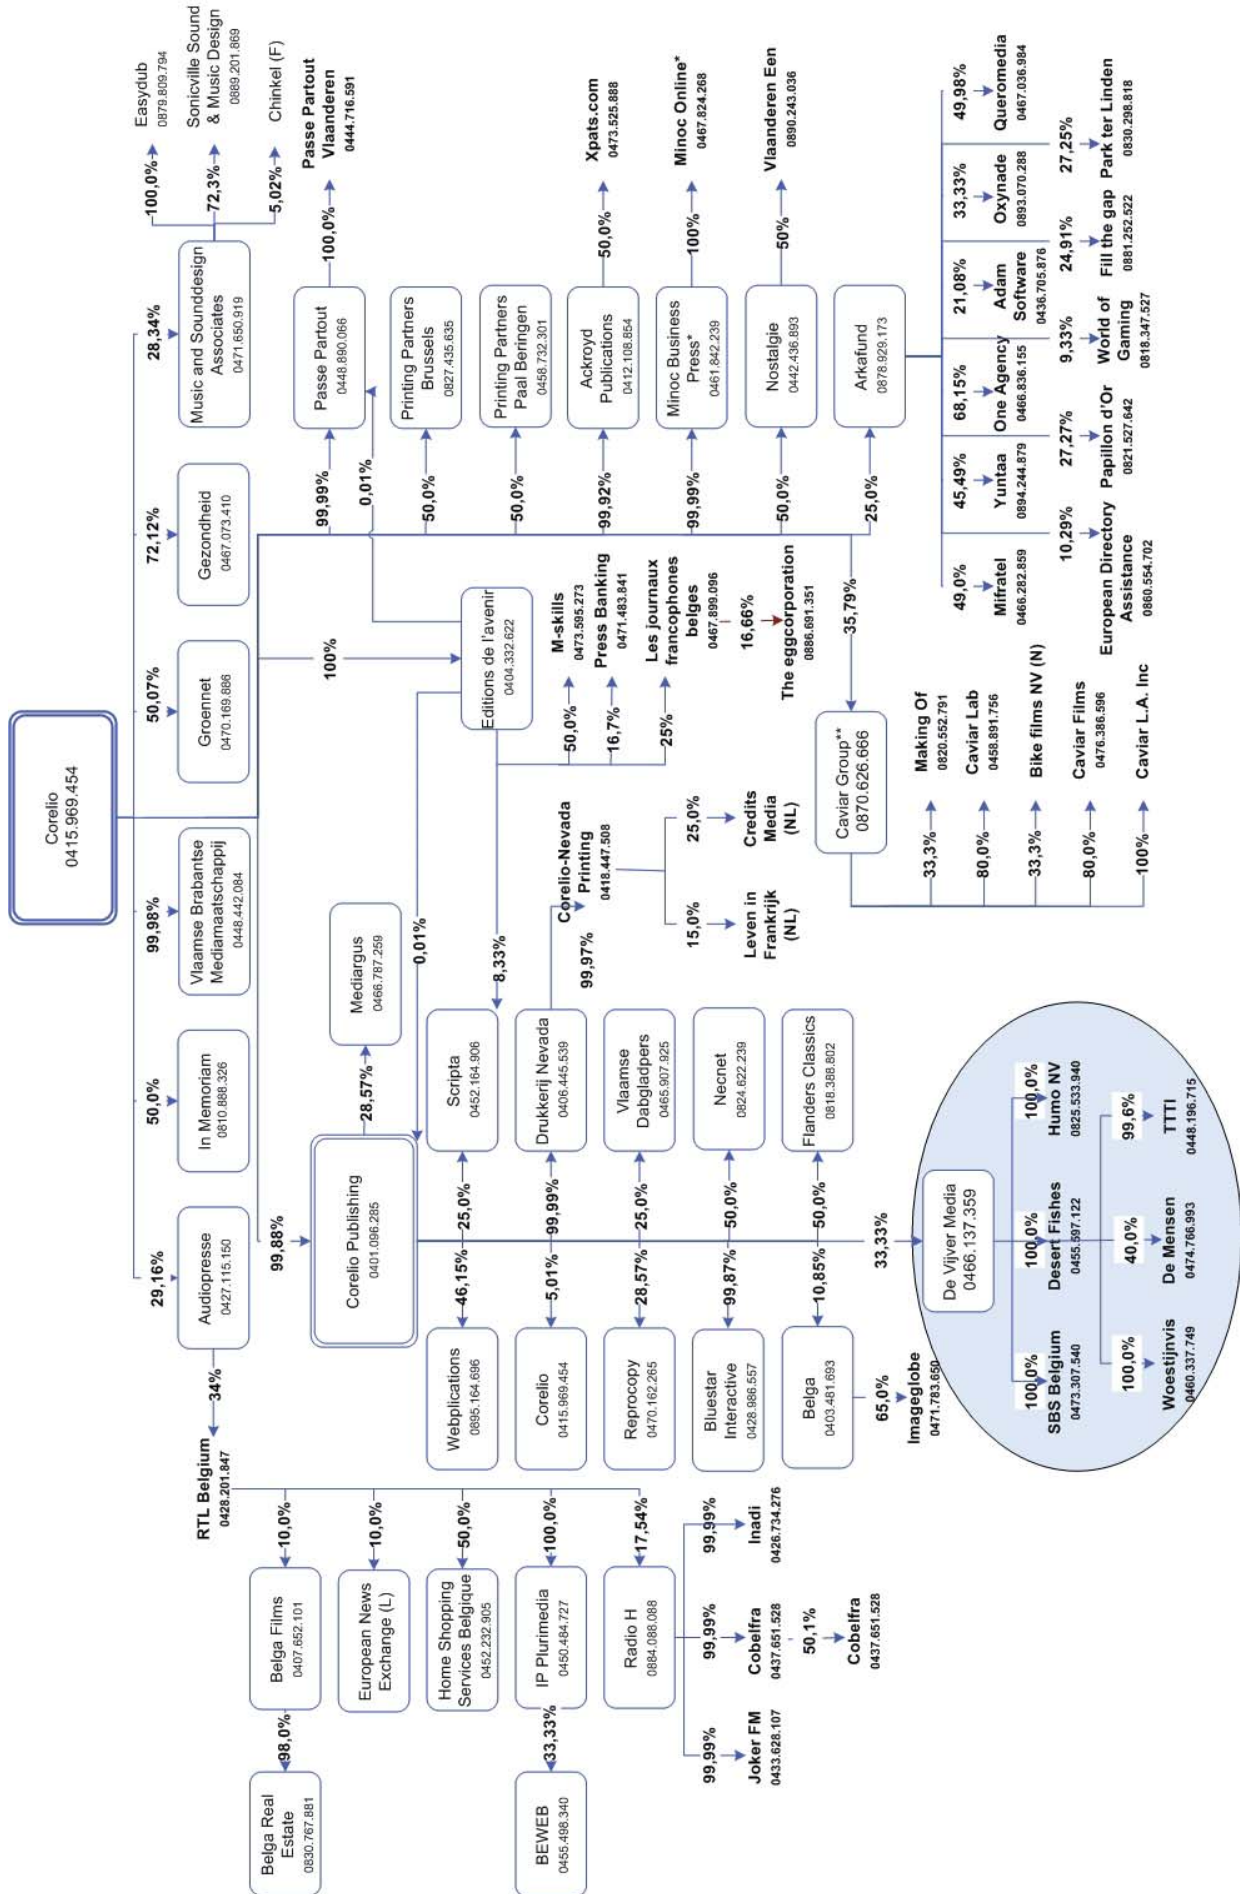 Corelio
0415.969.454
29,16%
50,0%
99,98%
50,07%
72,12%
28,34%
Audiopresse
0427.115.150
In Memoriam
0810.888.326
Vlaamse Brabantse
Mediamaatschappij
0448.442.084
Groennet
0470.169.886
Gezondheid
0467.073.410
Music and Sounddesign
Associates
0471.650.919
100,0%
Easydub
0879.809.794
72,3%
Sonicville Sound
& Music Design
0889.201.869
5,02%
Chinkel (F)
34%
RTL Belgium
0428.201.847
10,0%
Belga Films
0407.652.101
98,0%
Belga Real
Estate
0830.767.881
10,0%
European News
Exchange (L)
50,0%
Home Shopping
Services Belgique
0452.232.905
100,0%
IP Plurimedia
0450.484.727
33,33%
BEWEB
0455.498.340
17,54%
Radio H
0884.088.088
99,99%
Joker FM
0433.628.107
99,99%
Cobelfra
0437.651.528
50,1%
Cobelfra
0437.651.528
99,99%
Inadi
0426.734.276
99,88%
Corelio Publishing
0401.096.285
28,57%
Mediargus
0466.787.259
0,01%
46,15%
Webplications
0895.164.696
25,0%
Scripta
0452.164.906
8,33%
5,01%
Corelio
0415.969.454
99,99%
Drukkerij Nevada
0406.445.539
99,97%
Corelio-Nevada
Printing
0418.447.508
15,0%
Leven in
Frankrijk
(NL)
25,0%
Credits
Media
(NL)
28,57%
Reprocopy
0470.162.265
25,0%
Vlaamse
Dabgladpers
0465.907.925
99,87%
Bluestar
Interactive
0428.986.557
50,0%
Necnet
0824.622.239
10,85%
Belga
0403.481.693
65,0%
Imageglobe
0471.783.650
50,0%
Flanders Classics
0818.388.802
33,33%
De Vijver Media
0466.137.359
100,0%
SBS Belgium
0473.307.540
100,0%
Desert Fishes
0455.597.122
100,0%
Humo NV
0825.533.940
100,0%
Woestijnvis
0460.337.749
40,0%
De Mensen
0474.766.993
99,6%
TTTI
0448.196.715
100%
Editions de l'avenir
0404.332.622
50,0%
M-skills
0473.595.273
16,7%
Press Banking
0471.483.841
25%
Les journaux
francophones
belges
0467.899.096
16,66%
The eggcorporation
0886.691.351
0,01%
99,99%
Passe Partout
0448.890.066
100,0%
Passe Partout
Vlaanderen
0444.716.591
50,0%
Printing Partners
Brussel
0827.435.635
50,0%
Printing Partners
Paal Beringen
0458.732.301
99,92%
Ackroyd
Publications
0412.108.854
50,0%
Xpats.com
0473.525.888
99,99%
Minoc Business
Press*
0461.842.239
100%
Minoc Online*
0467.824.268
50,0%
Nostalgie
0442.436.893
50%
Vlaanderen Een
0890.243.036
25,0%
Arkafund
0878.929.173
35,79%
Caviar Group**
0870.626.666
33,3%
Making Of
0820.552.791
80,0%
Caviar Lab
0458.891.756
33,3%
Bike films NV (N)
80,0%
Caviar Films
0476.386.596
100%
Caviar L.A. Inc
49,0%
Mifratel
0466.282.859
45,49%
Yuntaa
0894.244.879
68,15%
One Agency
0466.836.155
21,08%
Adam
Software
0436.705.876
33,33%
Oxynade
0893.070.288
49,98%
Queromedia
0467.036.984
10,29%
European Directory
Assistance
0860.554.702
27,27%
Papillon d'Or
0821.527.642
9,33%
World of
Gaming
0818.347.527
24,91%
Fill the gap
0881.252.522
27,25%
Park ter Linden
0830.298.818